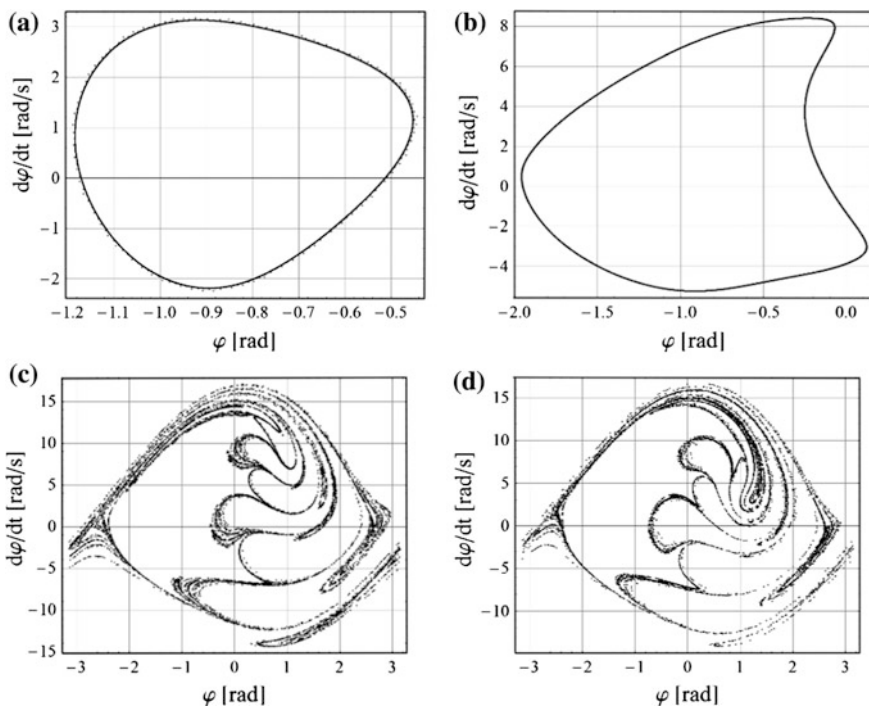 (a)
3
2
1
0
−1
−2
dφ/dt [rad/s]
−1.2 −1.1 −1.0 −0.9 −0.8 −0.7 −0.6 −0.5
φ [rad]
(b)
8
6
4
2
0
−2
−4
dφ/dt [rad/s]
−2.0 −1.5 −1.0 −0.5 0.0
φ [rad]
(c)
15
10
5
0
−5
−10
−15
dφ/dt [rad/s]
−3 −2 −1 0 1 2 3
φ [rad]
(d)
15
10
5
0
−5
−10
dφ/dt [rad/s]
−3 −2 −1 0 1 2 3
φ [rad]